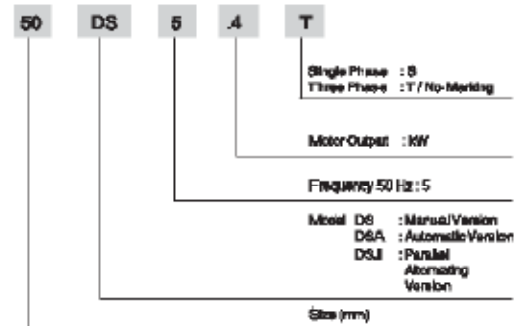 50 DS 5 .4 T
Single Phase : S
Three Phase : T / No-Marking
Motor Output : kW
Frequency 50 Hz : 5
Model DS : Manual Version
DSA : Automatic Version
DSJ : Parallel
Alternating
Version
Size (mm)